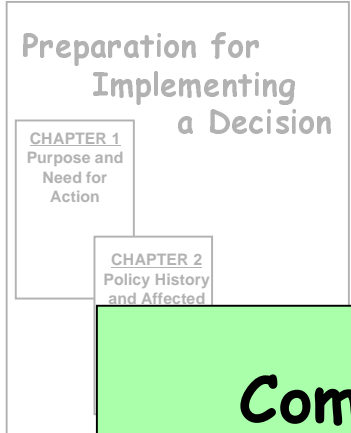 Preparation for
Implementing
a Decision
CHAPTER 1
Purpose and
Need for
Action
CHAPTER 2
Policy History
and Affected
Com